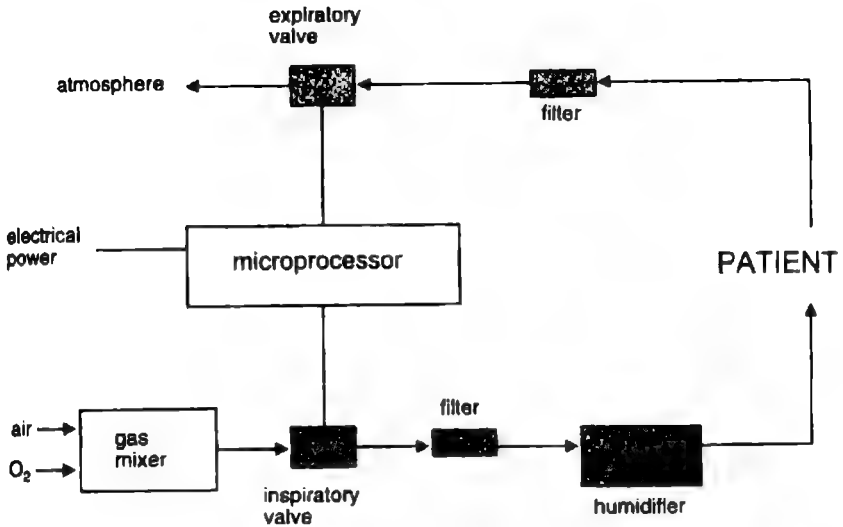 expiratory
valve
atmosphere
filter
electrical
power
microprocessor
PATIENT
air
O₂
gas
mixer
filter
inspiratory
valve
humidifier